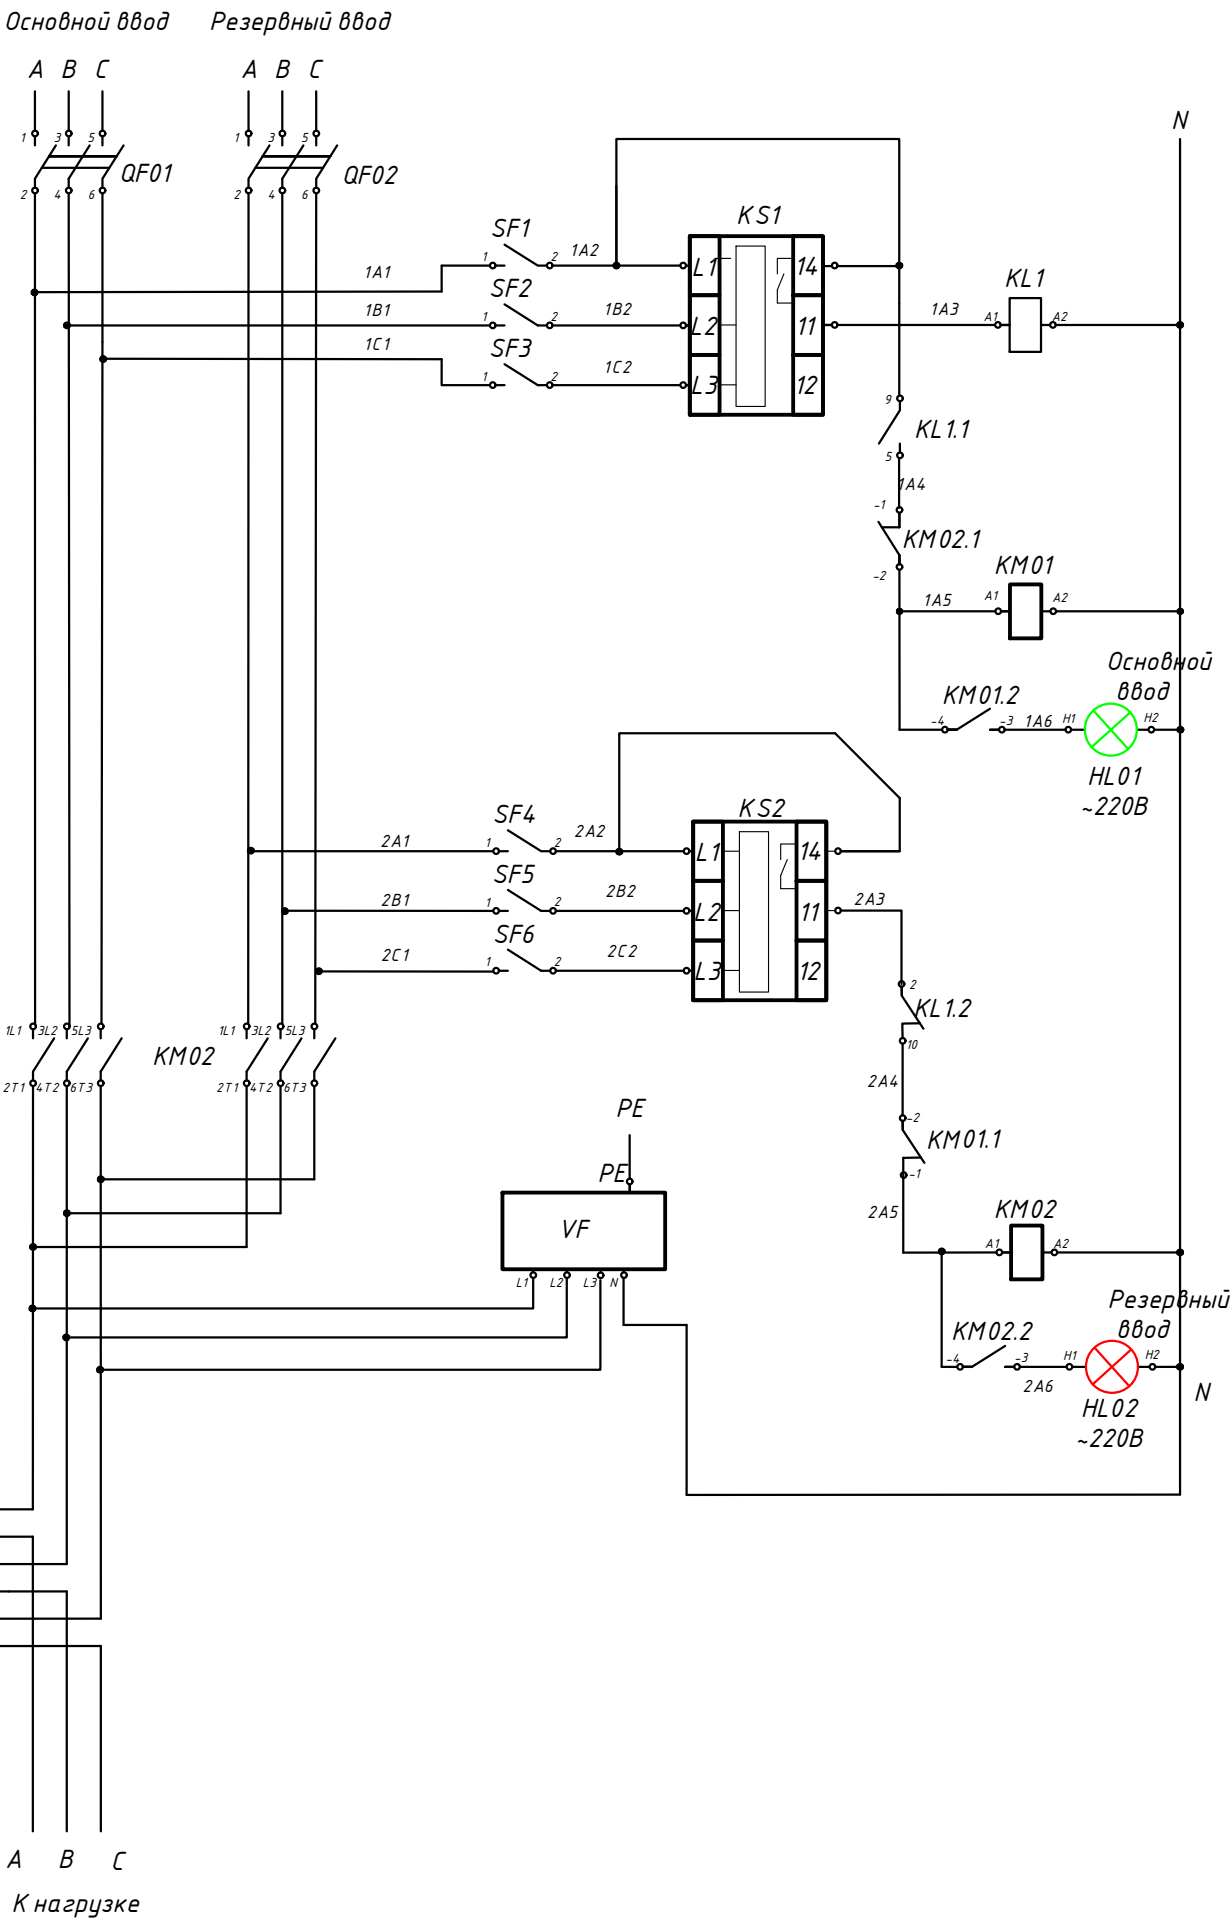 Основной ввод Резервный ввод
A B C A B C
N
1 3 5 1 3 5
QF01 QF02
2 4 6 2 4 6
KS1
SF1
1 2 1A2 L1 14
1A1 KL1
SF2
1B1 1 2 1B2 L2 11 1A3 A1 A2
1C1 SF3
1 2 1C2 L3 12
9
KL1.1
5
1A4
-1
KM02.1
-2
KM01
1A5 A1 A2
Основной
ввод
KM01.2
-4 -3 1A6 H1 H2
HL01
~220В
KS2
SF4
2A1 1 2 2A2 L1 14
SF5
2B1 1 2 2B2 L2 11 2A3
SF6
2C1 1 2 2C2 L3 12
2
KL1.2
10
1L1 3L2 5L3 1L1 3L2 5L3
KM02
2T1 4T2 6T3 2T1 4T2 6T3
2A4
-2
KM01.1
-1
PE
PE
VF
L1 L2 L3 N
2A5
KM02
A1 A2
Резервный
ввод
KM02.2
-4 -3 H1 H2
2A6
N
HL02
~220В
A B C
К нагрузке